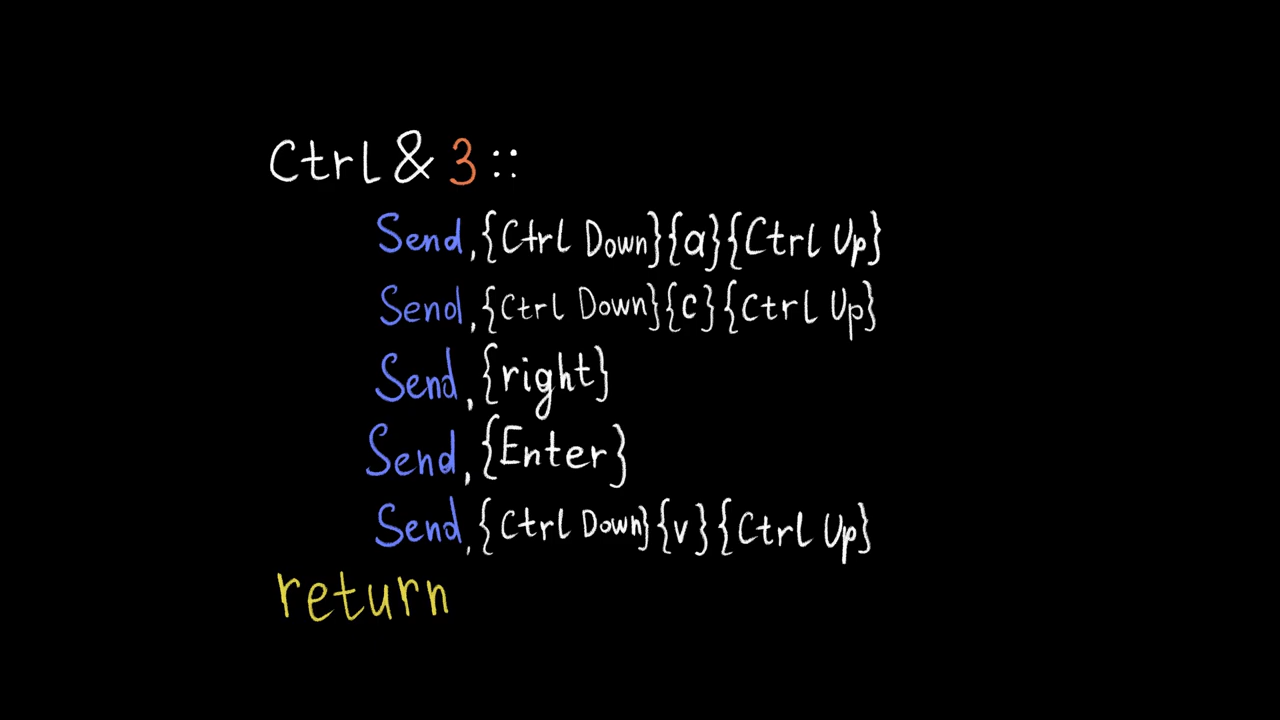 Ctrl & 3 ::
Send, {Ctrl Down}{a}{Ctrl Up}
Send, {Ctrl Down}{c}{Ctrl Up}
Send, {right}
Send, {Enter}
Send, {Ctrl Down}{v}{Ctrl Up}
return